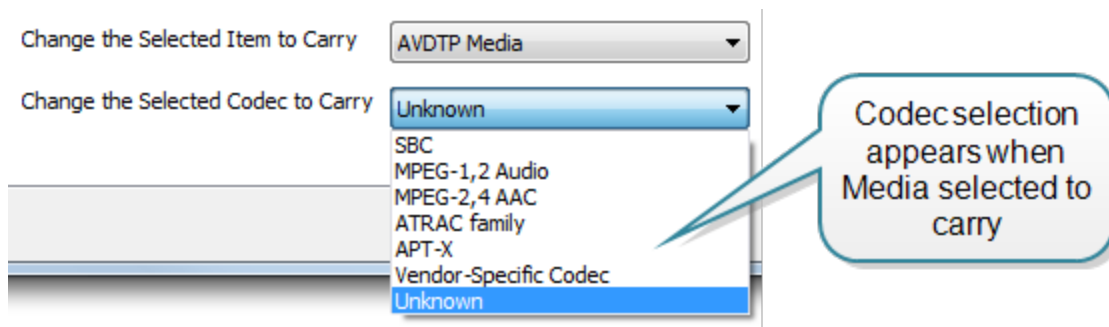 Change the Selected Item to Carry
AVDTP Media
Change the Selected Codec to Carry
Unknown
SBC
MPEG-1,2 Audio
MPEG-2,4 AAC
ATRAC family
APT-X
Vendor-Specific Codec
Unknown
Codec selection
appears when
Media selected to
carry